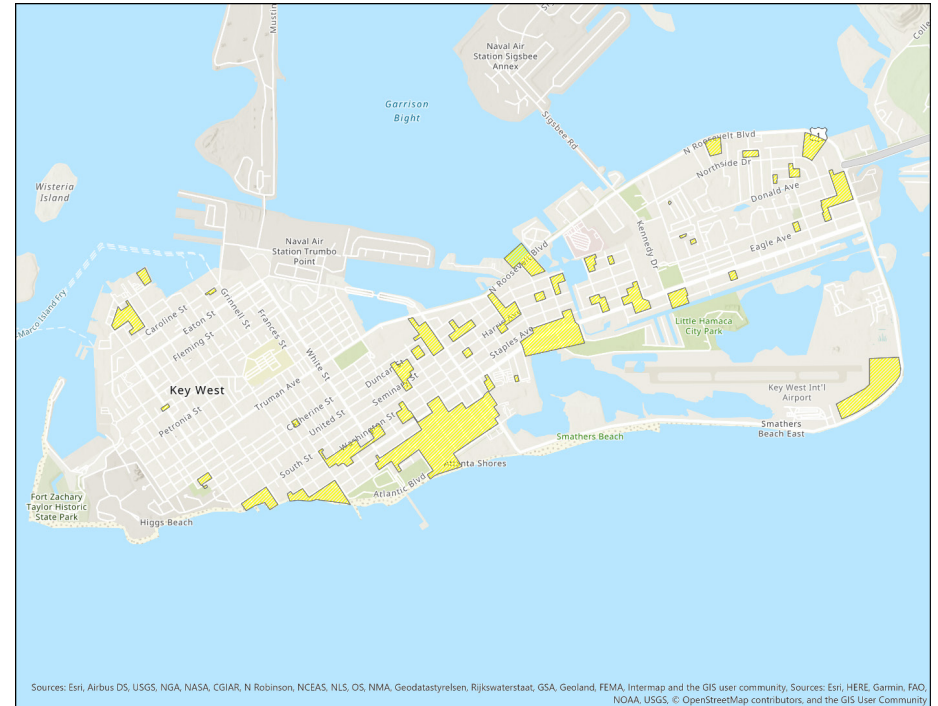 Mustin
Naval Air
Station Sigsbee
Annex
Garrison
Bight
Sigsbee Rd
N Roosevelt Blvd
Northside Dr
Donald Ave
Eagle Ave
Kennedy Dr
Wisteria
Island
Naval Air
Station Trumbo
Point
N Roosevelt Blvd
Marco Island Fry
Caroline St
Eaton St
Fleming St
Grinnell St
Frances St
White St
Harris Ave
Staples Ave
Little Hamaca
City Park
Key West
Truman Ave
Duncan
Seminary St
Petronia St
Catherine St
United St
Washington St
South St
Key West Int'l
Airport
Smathers
Beach East
Smathers Beach
Atlanta Shores
Atlantic Blvd
Fort Zachary
Taylor Historic
State Park
Higgs Beach
Sources: Esri, Airbus DS, USGS, NGA, NASA, CGIAR, N Robinson, NCEAS, NLS, OS, NMA, Geodatastyrelsen, Rijkswaterstaat, GSA, Geoland, FEMA, Intermap and the GIS user community, Sources: Esri, HERE, Garmin, FAO,
NOAA, USGS, © OpenStreetMap contributors, and the GIS User Community